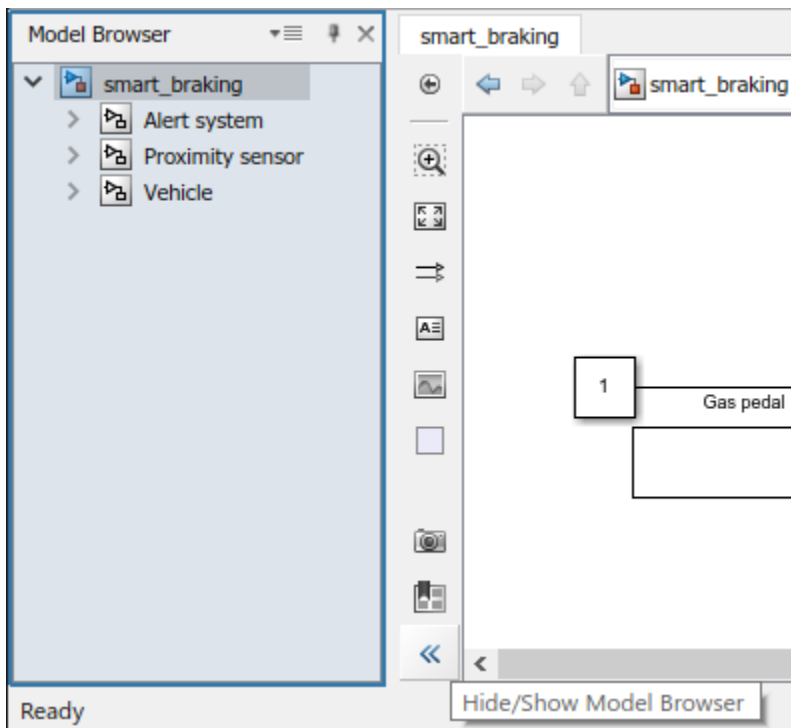 Model Browser
smart_braking
Alert system
Proximity sensor
Vehicle
Ready
smart_braking
smart_braking
A
1
Gas pedal
Hide/Show Model Browser